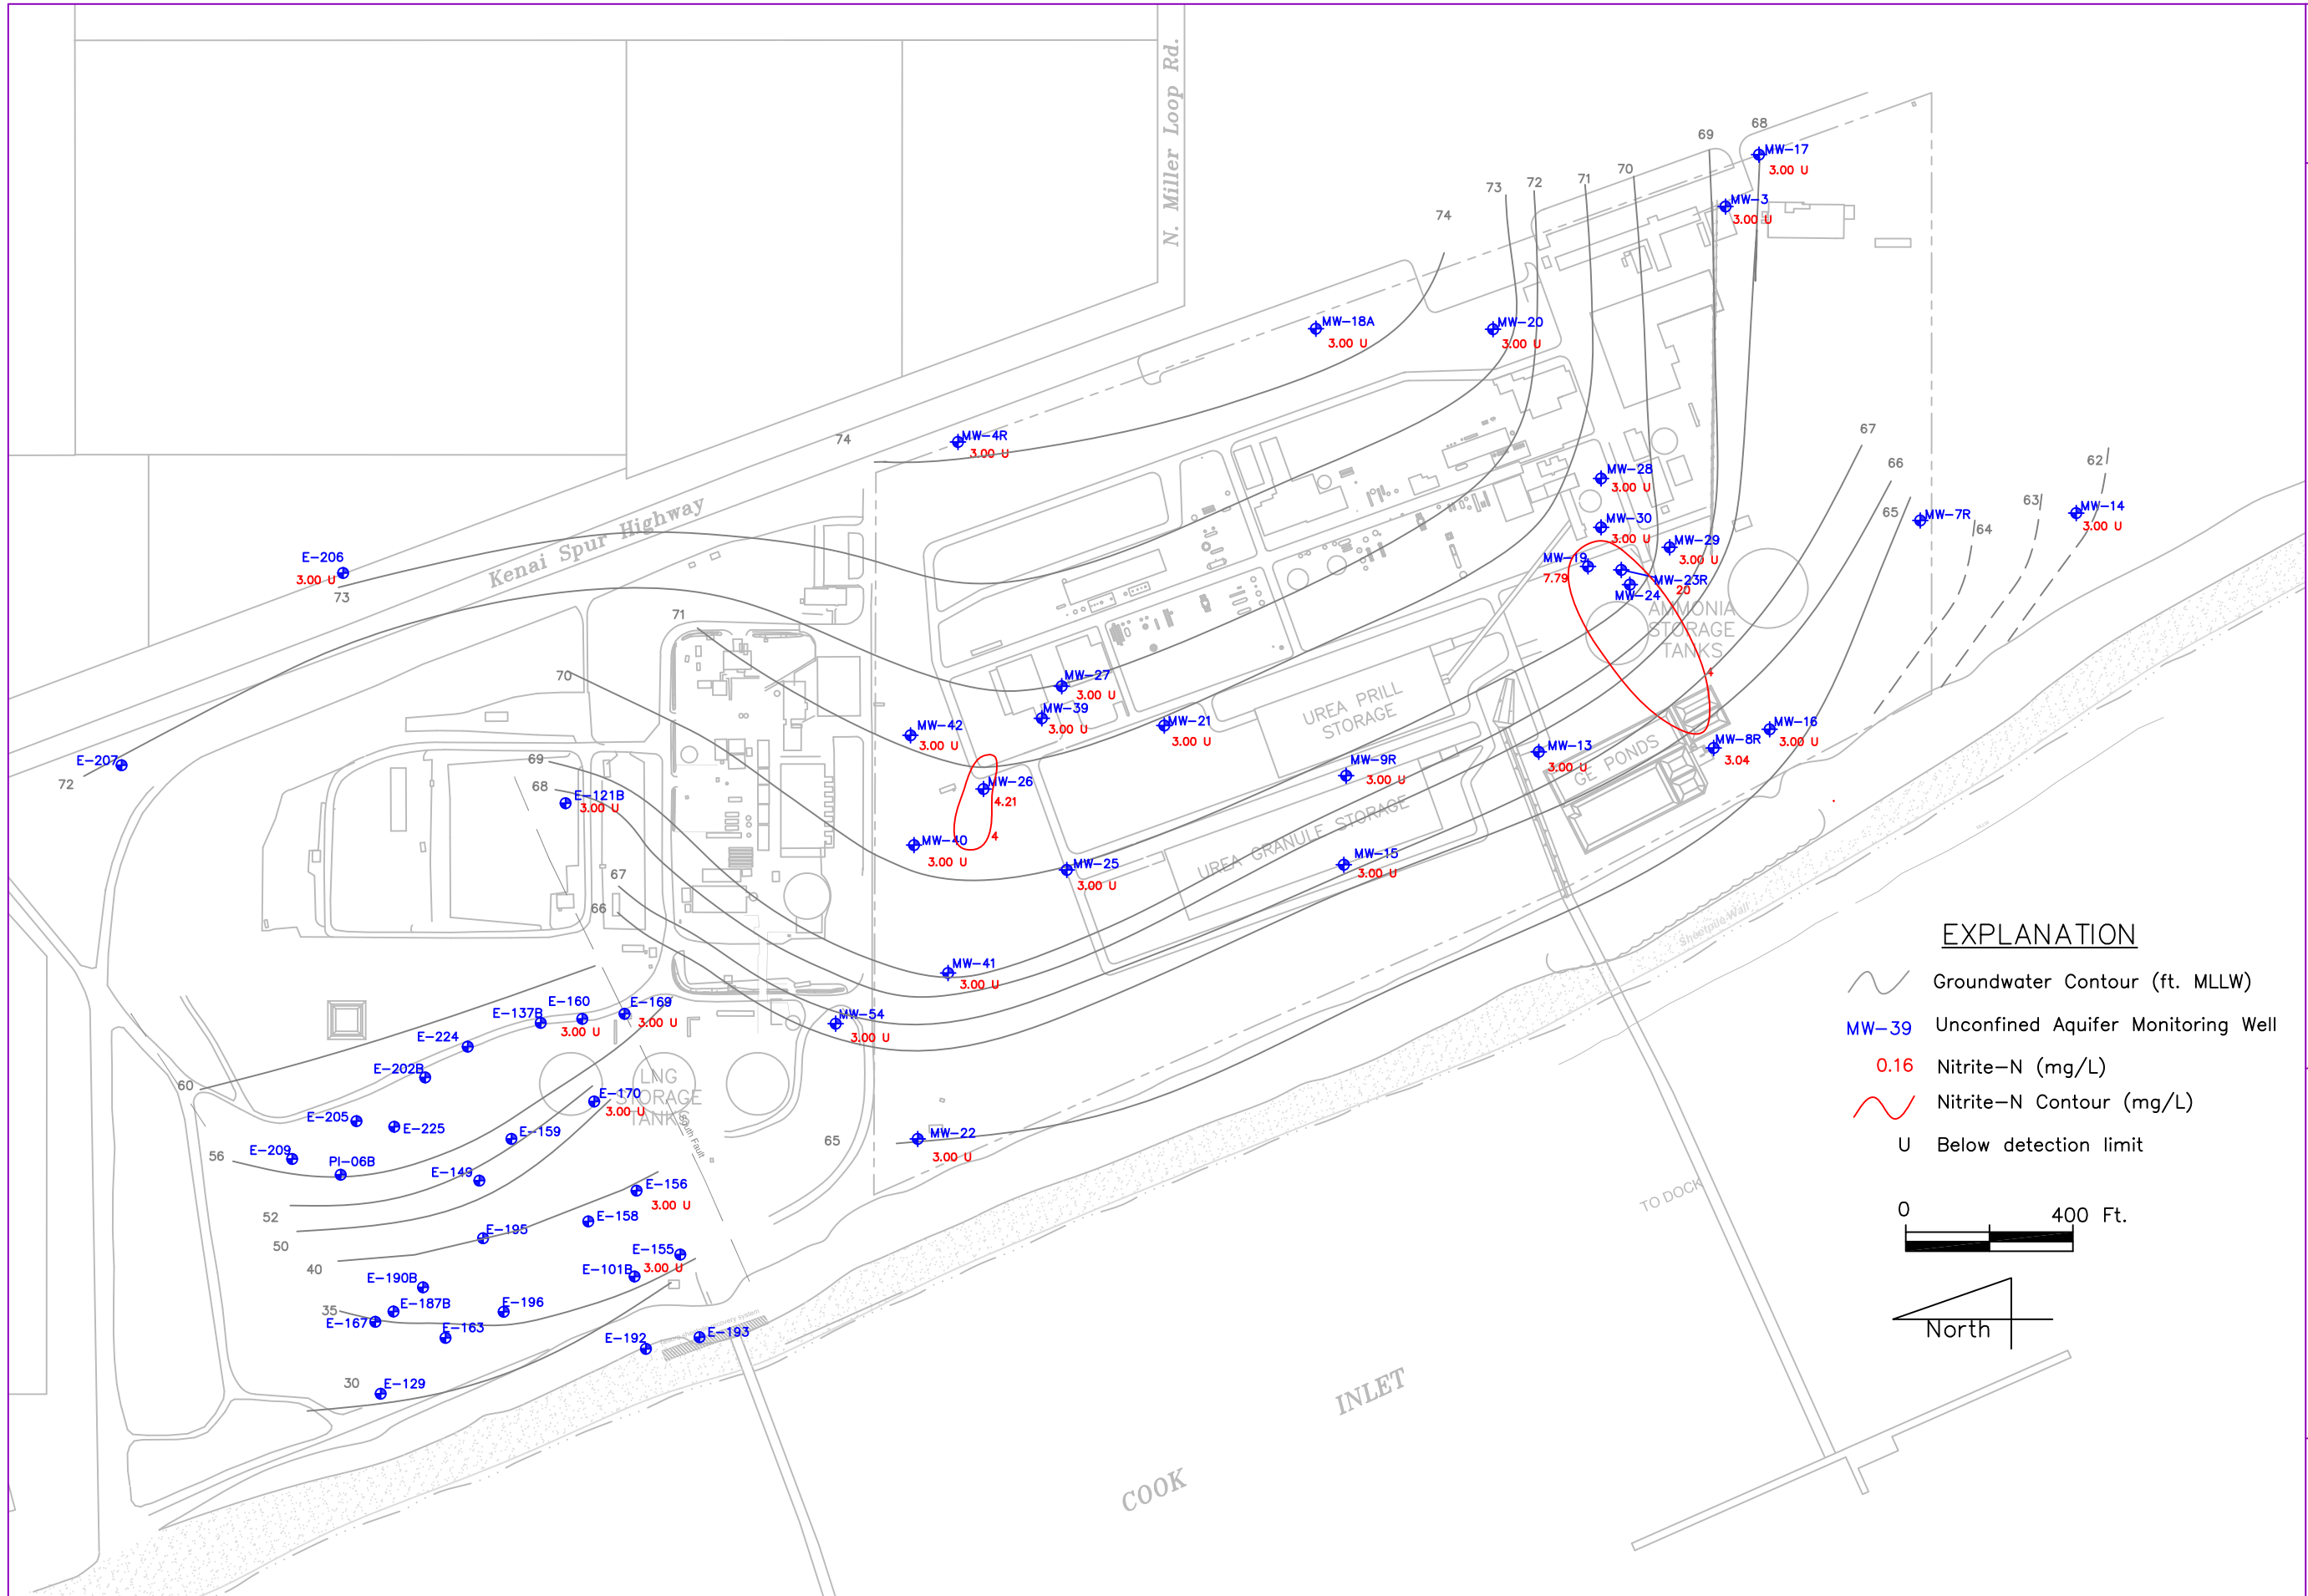 N. Miller Loop Rd.
68
69
MW-17
3.00 U
70
71
72
73
74
MW-3
3.00 U
MW-18A
3.00 U
MW-20
3.00 U
74
MW-4R
3.00 U
67
66
65
62
63
64
MW-7R
MW-14
3.00 U
MW-28
3.00 U
MW-30
3.00 U
MW-29
3.00 U
MW-19
7.79
MW-23R
20
MW-24
AMMONIA
STORAGE
TANKS
4
Kenai Spur Highway
E-206
3.00 U
73
71
70
E-207
72
69
68
E-121B
3.00 U
67
66
MW-27
3.00 U
MW-39
3.00 U
MW-42
3.00 U
MW-21
3.00 U
UREA PRILL
STORAGE
MW-26
4.21
4
MW-40
3.00 U
MW-25
3.00 U
MW-9R
3.00 U
UREA GRANULE STORAGE
MW-15
3.00 U
MW-13
3.00 U
GE PONDS
MW-16
3.00 U
MW-8R
3.04
Sheetpile Wall
MW-41
3.00 U
MW-54
3.00 U
MW-22
3.00 U
65
E-160
3.00 U
E-169
3.00 U
E-137B
E-224
E-202B
60
LNG
STORAGE
TANKS
E-170
3.00 U
South Fault
E-205
E-225
E-159
E-209
PI-06B
56
E-149
52
50
E-156
3.00 U
E-158
E-195
40
E-155
3.00 U
E-101B
E-190B
E-187B
35
E-167
E-196
E-163
E-192
E-193
30
E-129
TO DOCK
COOK
INLET
EXPLANATION
Groundwater Contour (ft. MLLW)
MW-39 Unconfined Aquifer Monitoring Well
0.16 Nitrite-N (mg/L)
Nitrite-N Contour (mg/L)
U Below detection limit
0 400 Ft.
North